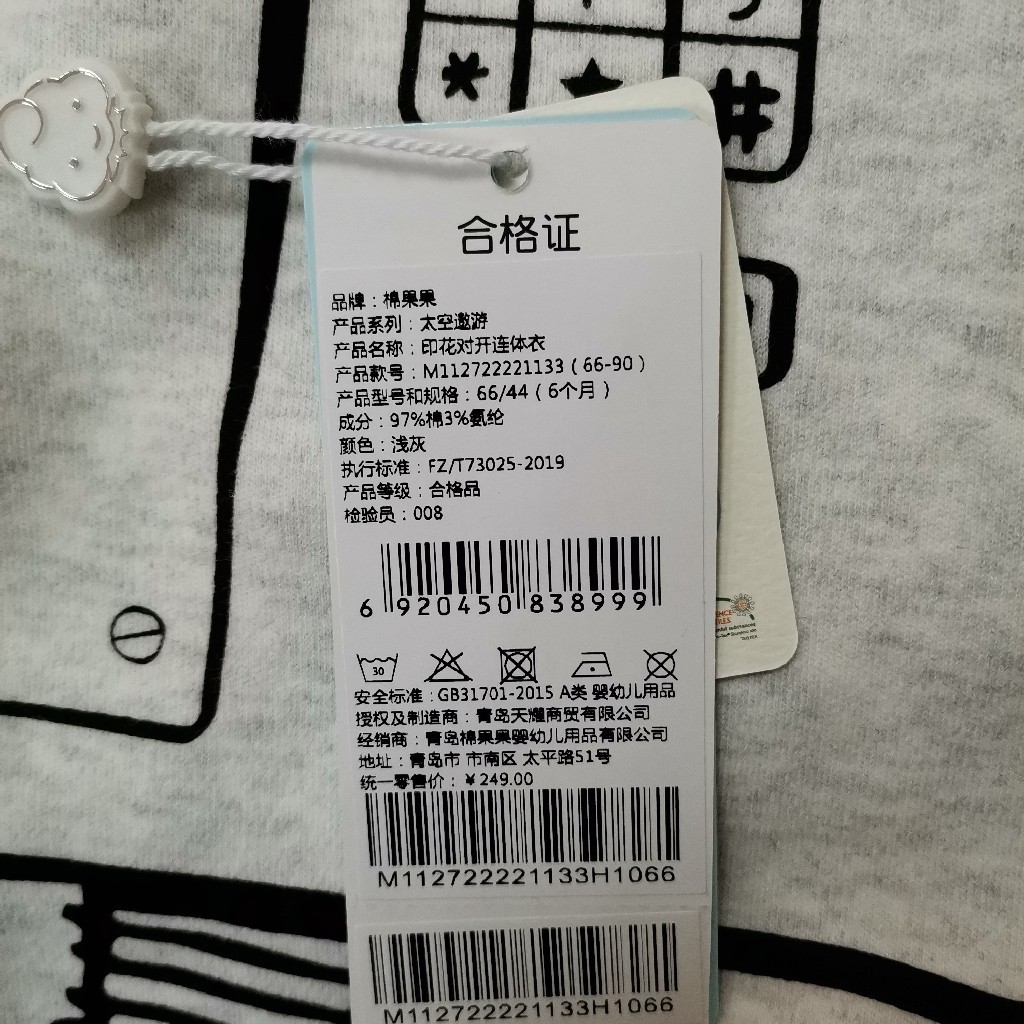 合格证
品牌：棉果果
产品系列：太空遨游
产品名称：印花对开连体衣
产品款号：M112722221133（66-90）
产品型号和规格：66/44（6个月）
成分：97%棉3%氨纶
颜色：浅灰
执行标准：FZ/T73025-2019
产品等级：合格品
检验员：008
6 920450 838999
30
安全标准：GB31701-2015 A类 婴幼儿用品
授权及制造商：青岛天耀商贸有限公司
经销商：青岛棉果果婴幼儿用品有限公司
地址：青岛市 市南区 太平路51号
统一零售价：￥249.00
M112722221133H1066
M112722221133H1066